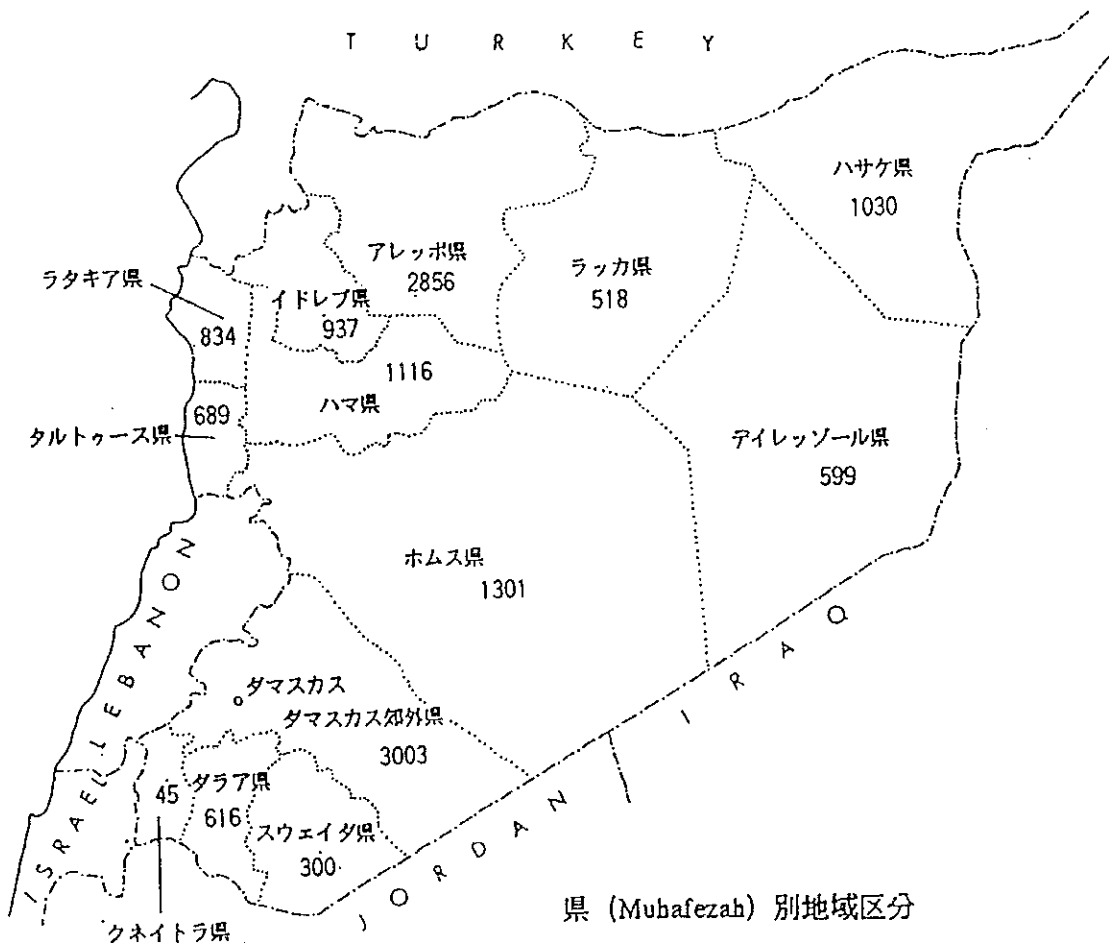 T U R K E Y
ハサケ県
1030
アレッポ県
2856
ラッカ県
518
ラタキア県
834
イドレブ県
937
1116
ハマ県
689
タルトゥース県
デイレッゾール県
599
ホムス県
1301
LEBANON
ISRAEL
IRAQ
JORDAN
ダマスカス
ダマスカス郊外県
3003
45
ダラア県
616
スウェイダ県
300
クネイトラ県
県 (Muhafezah) 別地域区分